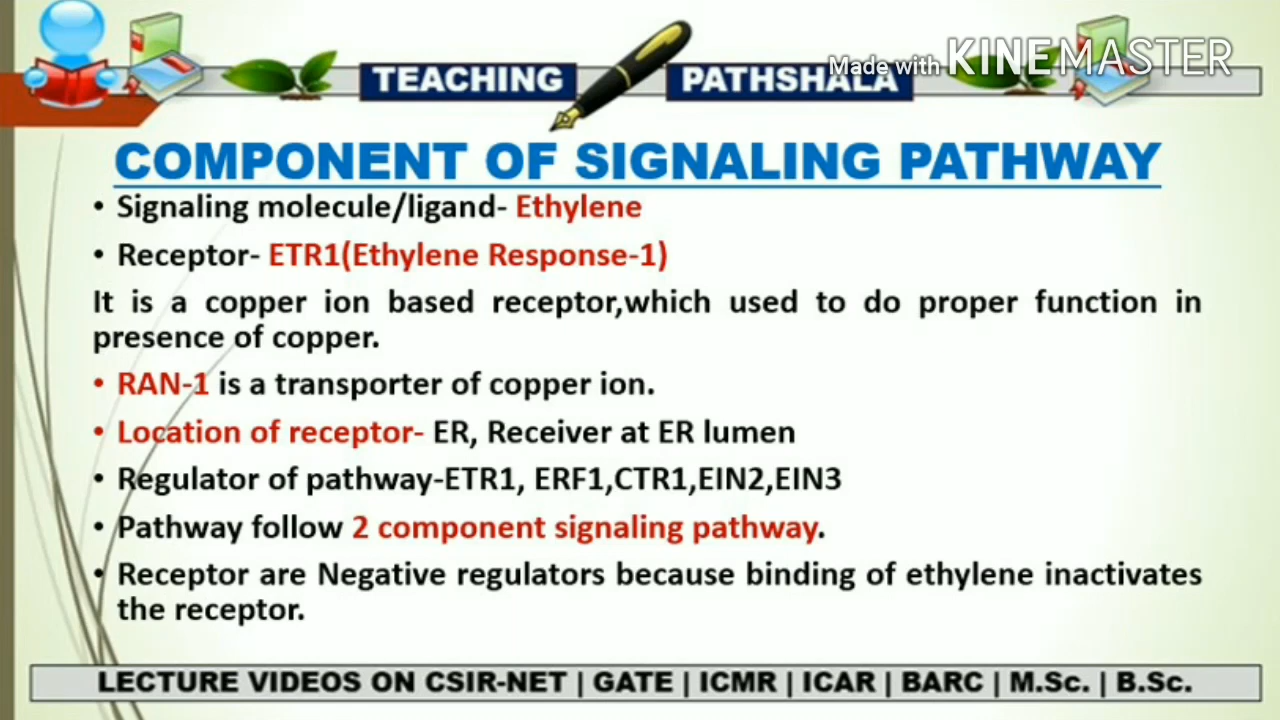 Made with KINEMASTER
TEACHING PATHSHALA
COMPONENT OF SIGNALING PATHWAY
• Signaling molecule/ligand- Ethylene
• Receptor- ETR1(Ethylene Response-1)
It is a copper ion based receptor,which used to do proper function in
presence of copper.
• RAN-1 is a transporter of copper ion.
• Location of receptor- ER, Receiver at ER lumen
• Regulator of pathway-ETR1, ERF1,CTR1,EIN2,EIN3
• Pathway follow 2 component signaling pathway.
• Receptor are Negative regulators because binding of ethylene inactivates
the receptor.
LECTURE VIDEOS ON CSIR-NET | GATE | ICMR | ICAR | BARC | M.Sc. | B.Sc.